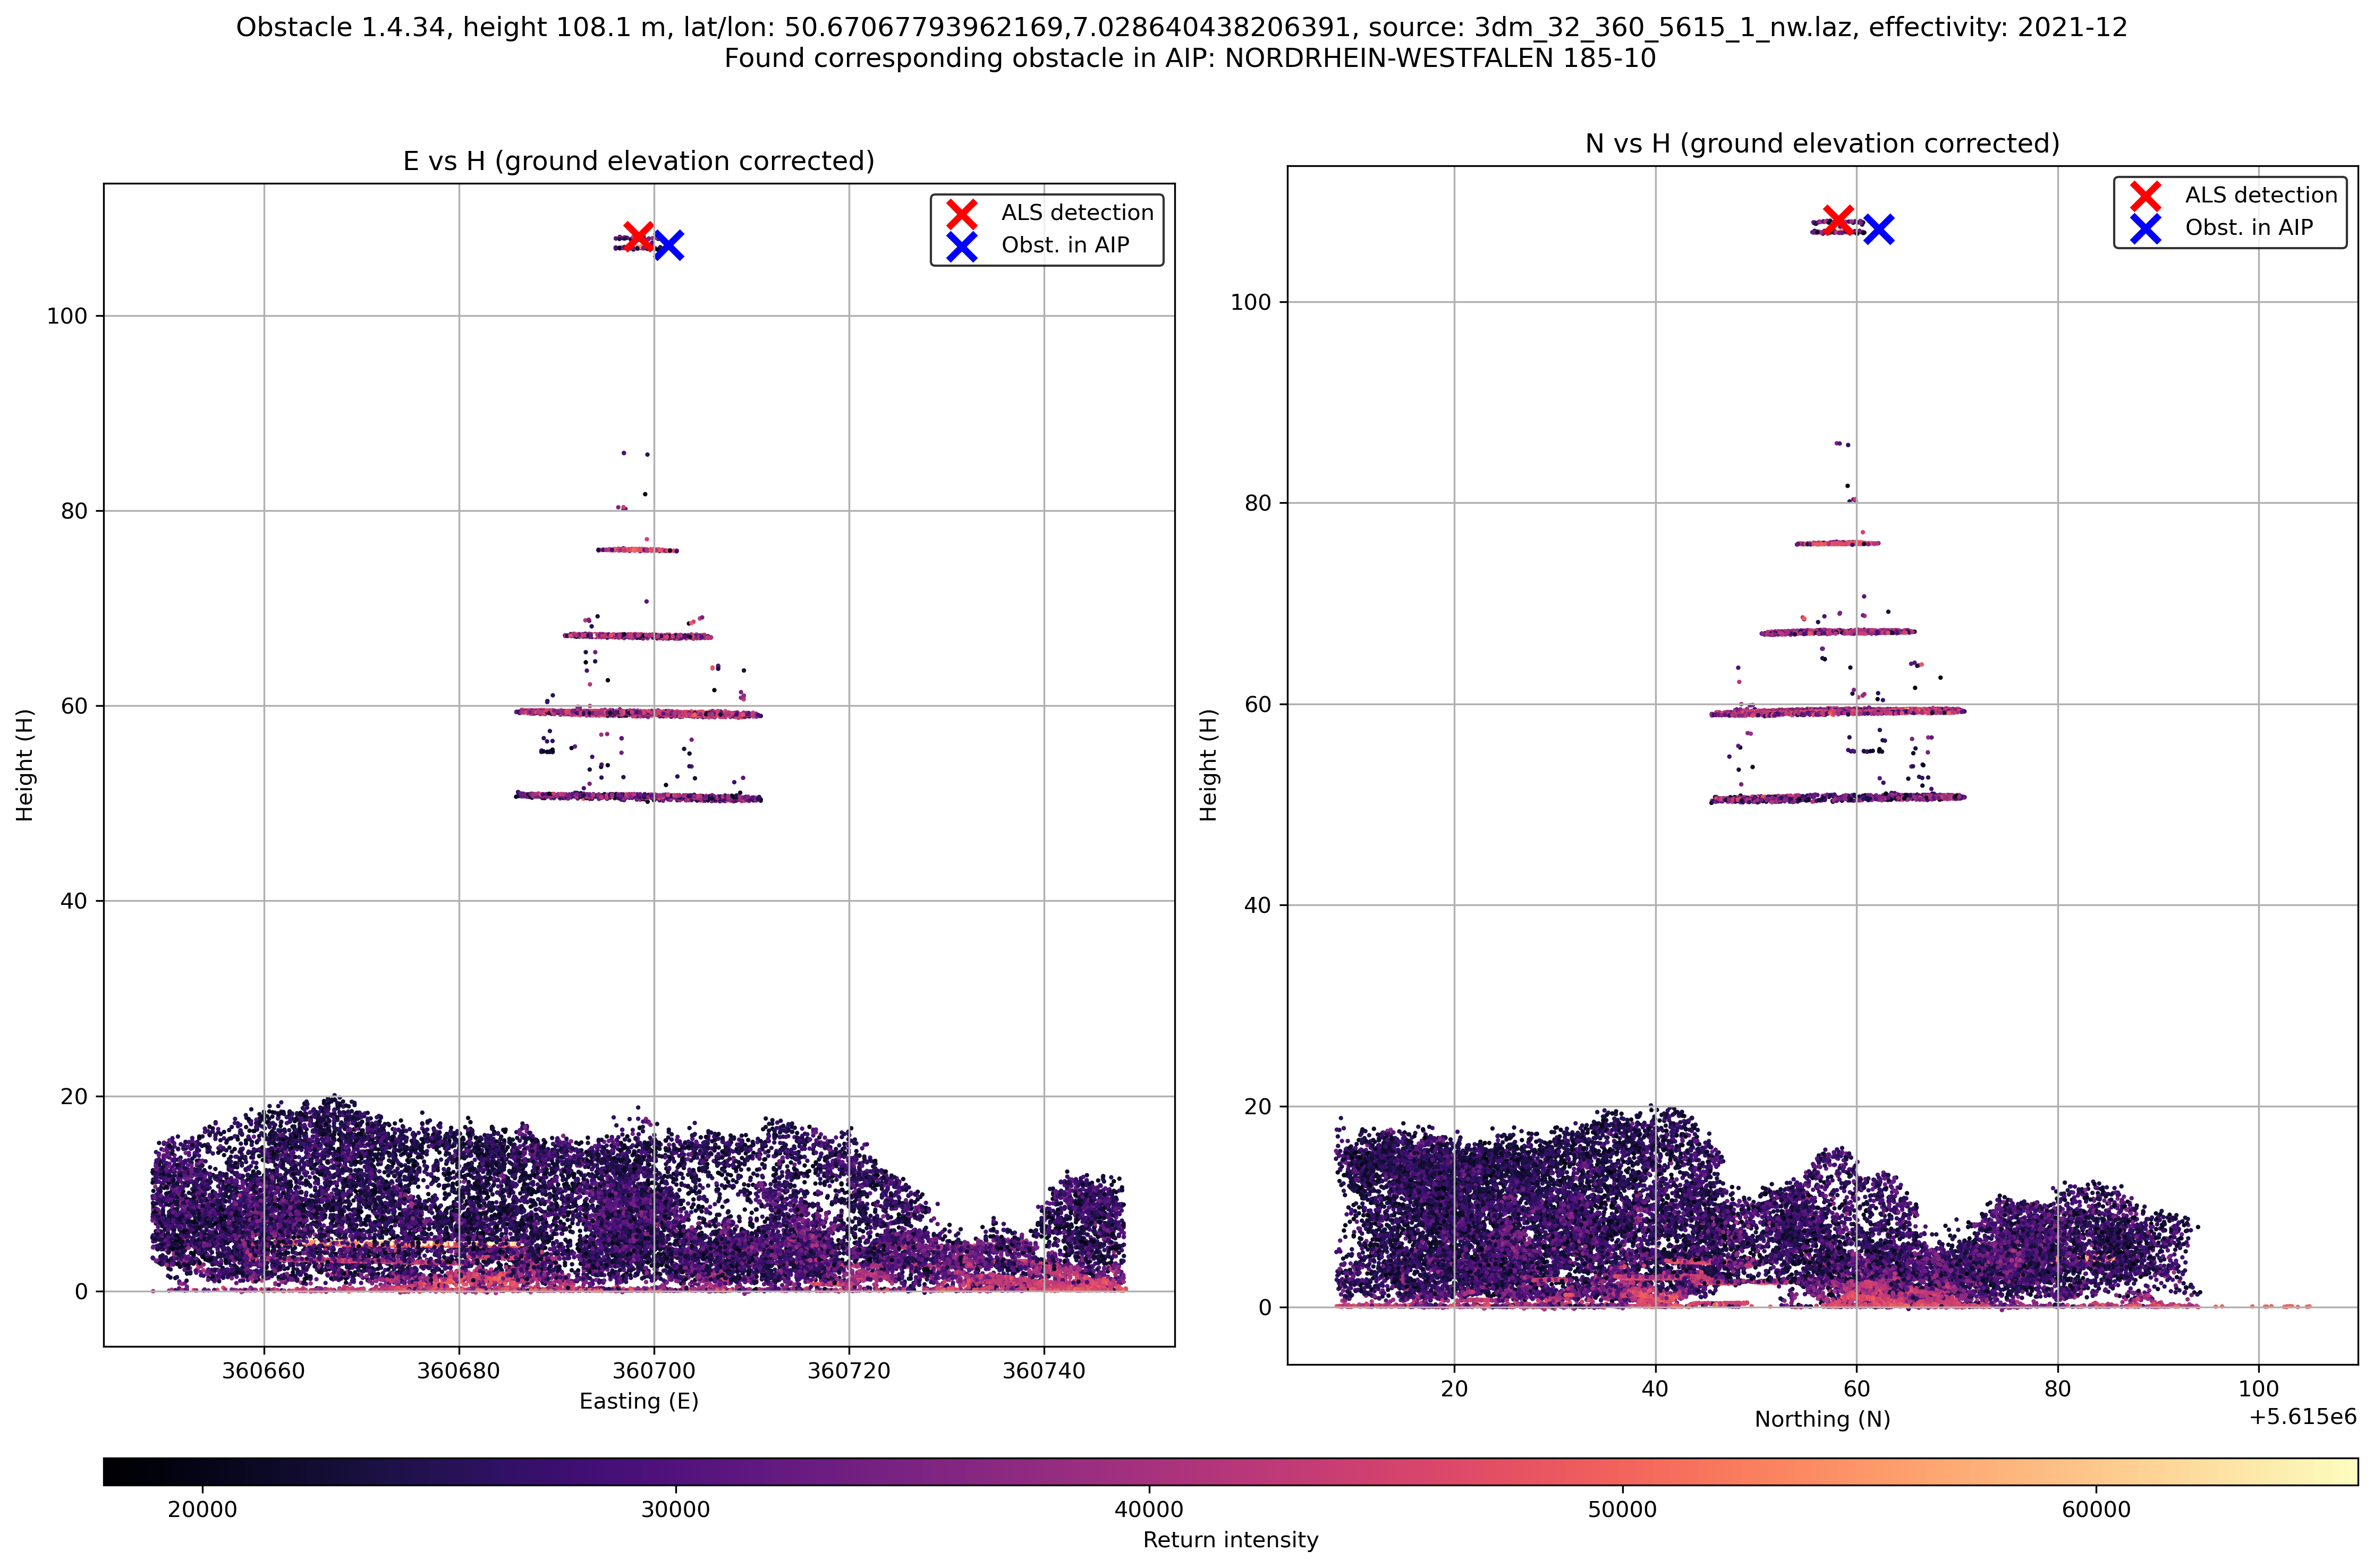 Obstacle 1.4.34, height 108.1 m, lat/lon: 50.67067793962169,7.028640438206391, source: 3dm_32_360_5615_1_nw.laz, effectivity: 2021-12
Found corresponding obstacle in AIP: NORDRHEIN-WESTFALEN 185-10
E vs H (ground elevation corrected)
ALS detection
Obst. in AIP
Height (H)
100
80
60
40
20
0
360660 360680 360700 360720 360740
Easting (E)
N vs H (ground elevation corrected)
ALS detection
Obst. in AIP
Height (H)
100
80
60
40
20
0
20 40 60 80 100
Northing (N)
+5.615e6
20000 30000 40000 50000 60000
Return intensity